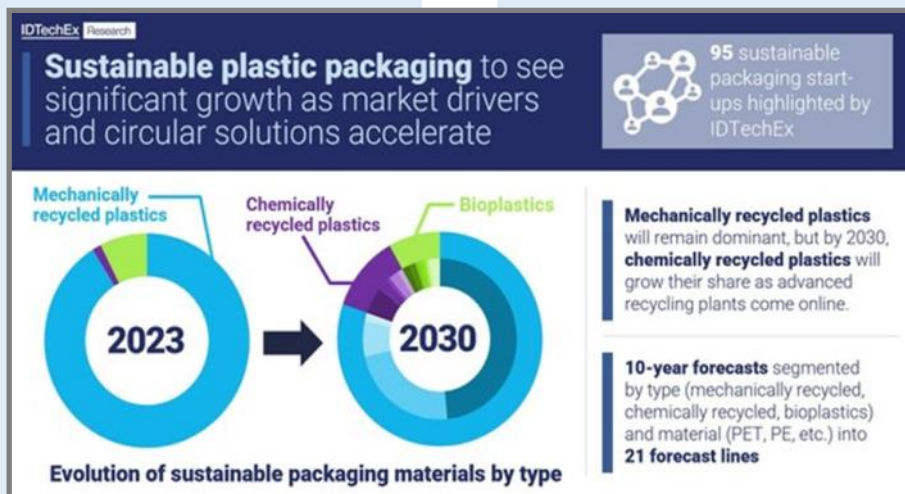 IDTechEx Research
Sustainable plastic packaging to see
significant growth as market drivers
and circular solutions accelerate
95 sustainable
packaging start-
ups highlighted by
IDTechEx
Mechanically
recycled plastics
Chemically
recycled plastics
Bioplastics
2023
2030
Evolution of sustainable packaging materials by type
Mechanically recycled plastics
will remain dominant, but by 2030,
chemically recycled plastics will
grow their share as advanced
recycling plants come online.
10-year forecasts segmented
by type (mechanically recycled,
chemically recycled, bioplastics)
and material (PET, PE, etc.) into
21 forecast lines